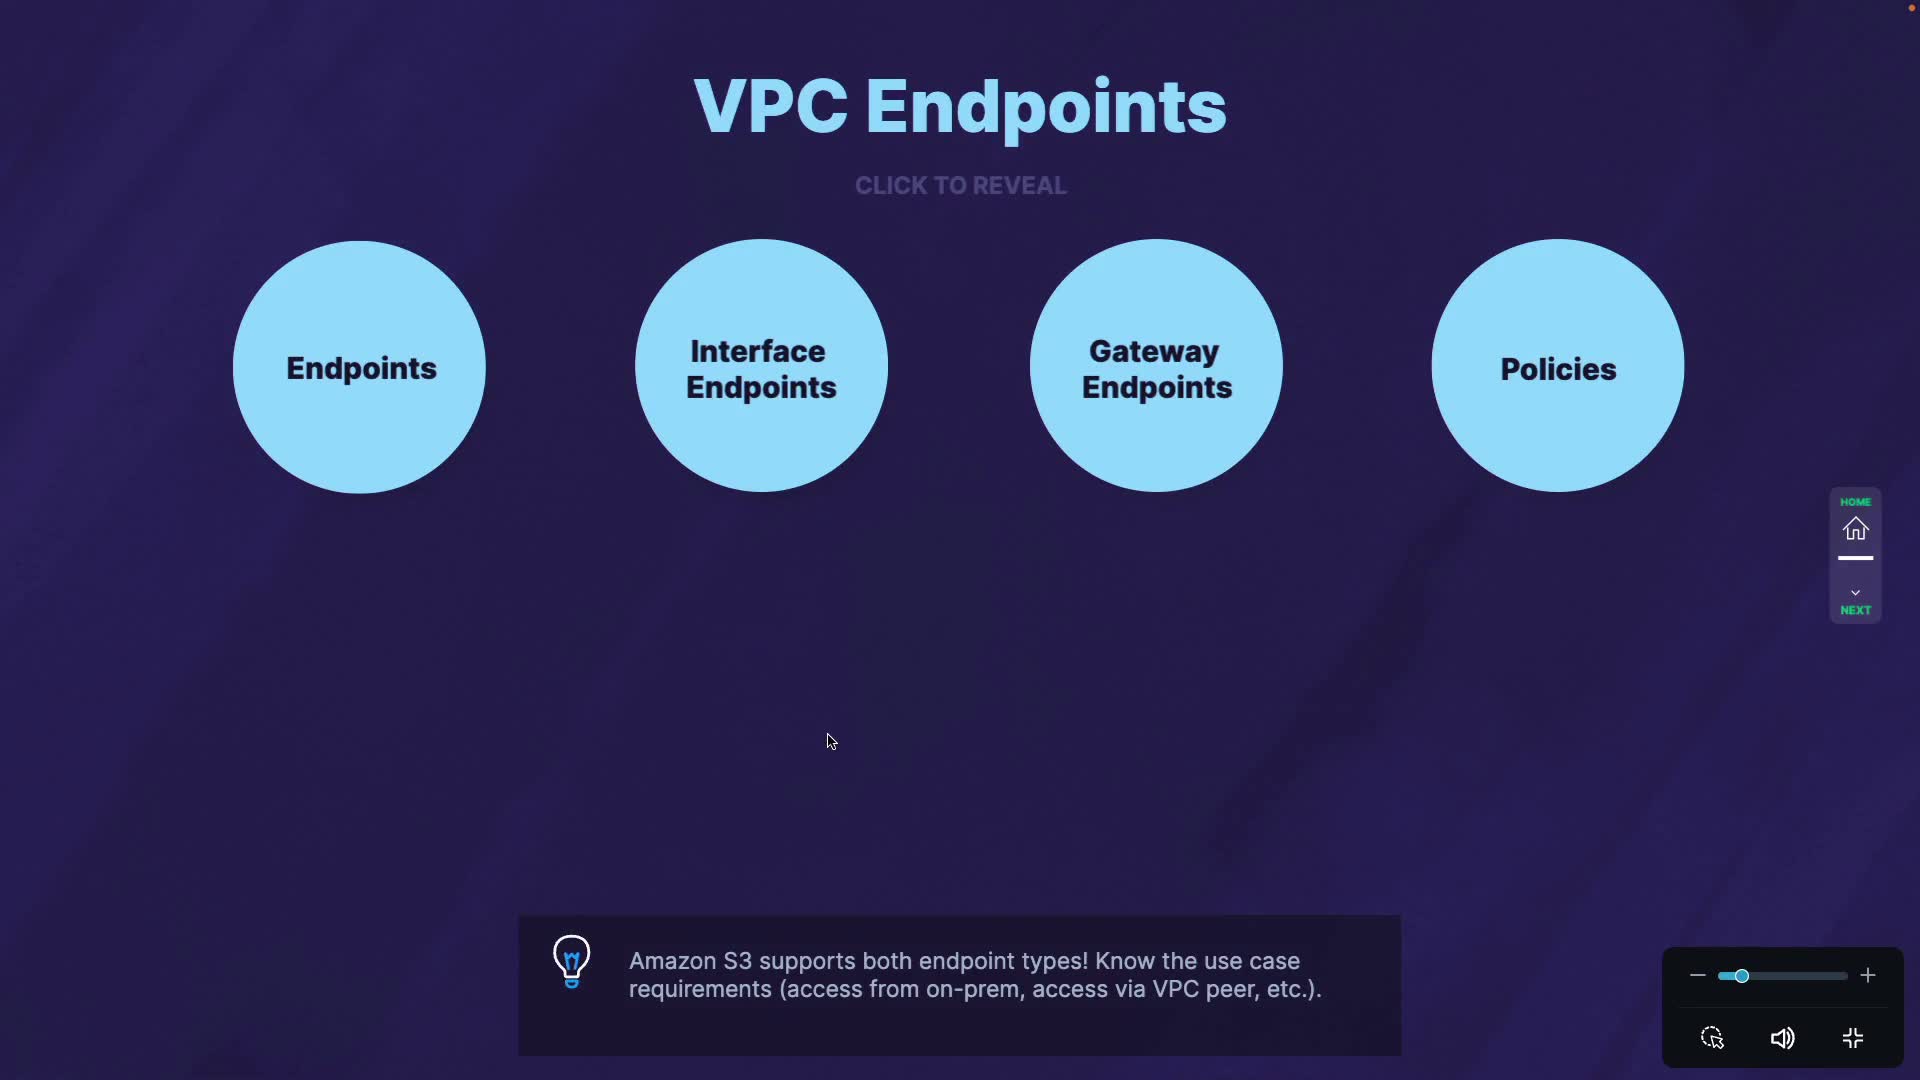 VPC Endpoints
CLICK TO REVEAL
Endpoints
Interface
Endpoints
Gateway
Endpoints
Policies
HOME
NEXT
Amazon S3 supports both endpoint types! Know the use case
requirements (access from on-prem, access via VPC peer, etc.).